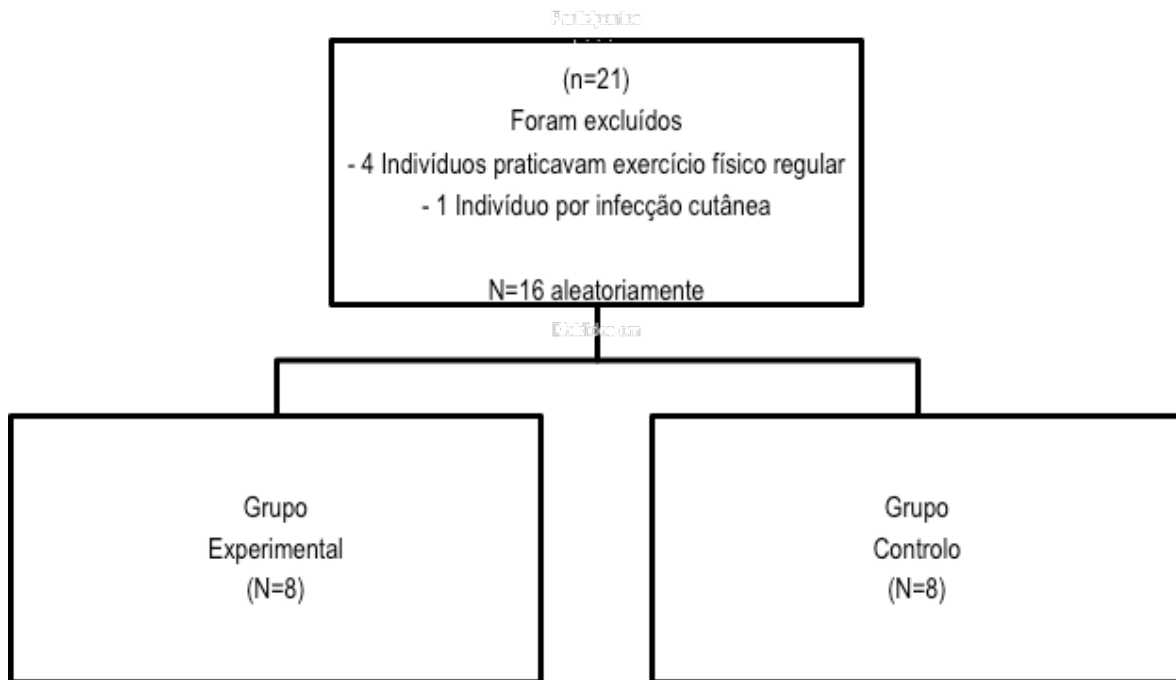 Participantes
(n=21)
Foram excluídos
- 4 Indivíduos praticavam exercício físico regular
- 1 Indivíduo por infecção cutânea
N=16 aleatoriamente
Grupo
Experimental
(N=8)
Grupo
Controlo
(N=8)